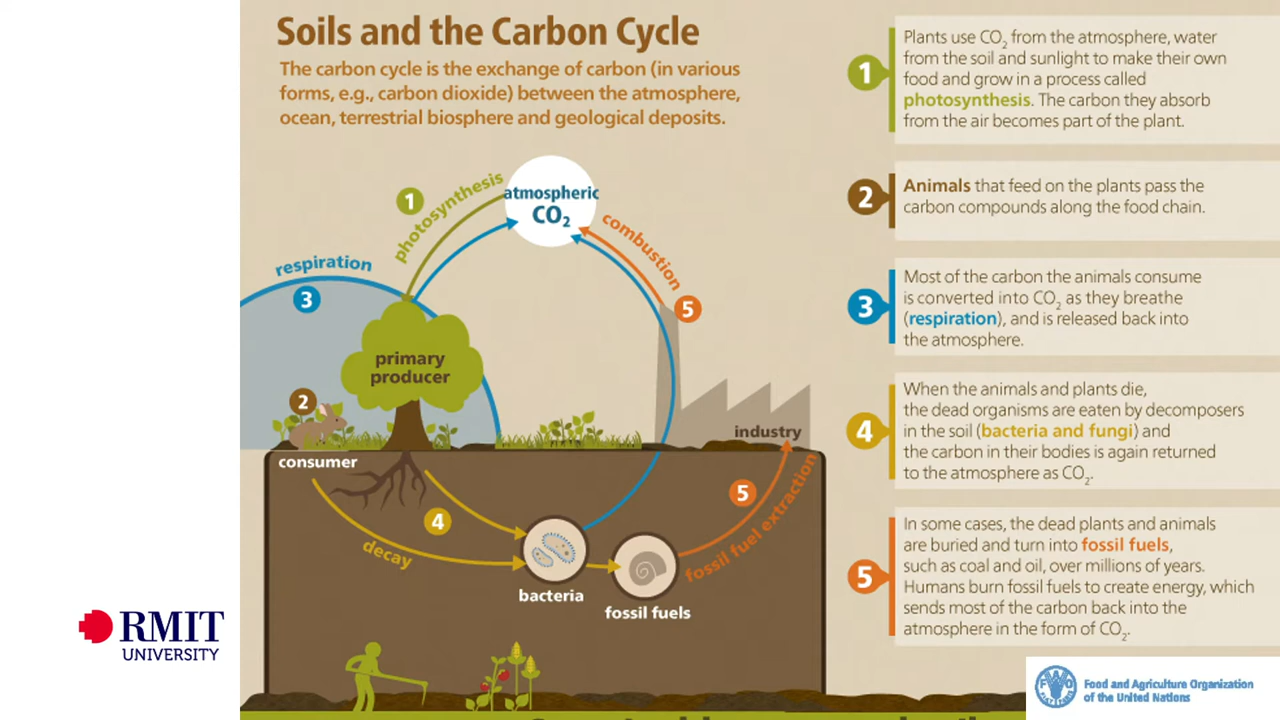 Soils and the Carbon Cycle
The carbon cycle is the exchange of carbon (in various
forms, e.g., carbon dioxide) between the atmosphere,
ocean, terrestrial biosphere and geological deposits.
atmospheric
CO₂
1
photosynthesis
combustion
5
respiration
3
primary
producer
2
industry
consumer
4
decay
5
fossil fuel extraction
bacteria
fossil fuels
1
Plants use CO₂ from the atmosphere, water
from the soil and sunlight to make their own
food and grow in a process called
photosynthesis. The carbon they absorb
from the air becomes part of the plant.
2
Animals that feed on the plants pass the
carbon compounds along the food chain.
3
Most of the carbon the animals consume
is converted into CO₂ as they breathe
(respiration), and is released back into
the atmosphere.
4
When the animals and plants die,
the dead organisms are eaten by decomposers
in the soil (bacteria and fungi) and
the carbon in their bodies is again returned
to the atmosphere as CO₂.
5
In some cases, the dead plants and animals
are buried and turn into fossil fuels,
such as coal and oil, over millions of years.
Humans burn fossil fuels to create energy, which
sends most of the carbon back into the
atmosphere in the form of CO₂.
RMIT
UNIVERSITY
Food and Agriculture Organization
of the United Nations